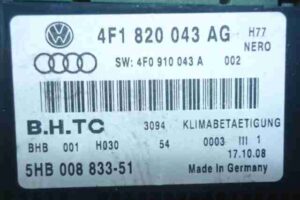 4F1 820 043 AG H77
NERO
SW: 4F0 910 043 A 002
B.H.TC 3094 KLIMABETAETIGUNG
BHB 001 H030 54 0003 III 1
17.10.08
5HB 008 833-51 Made in Germany